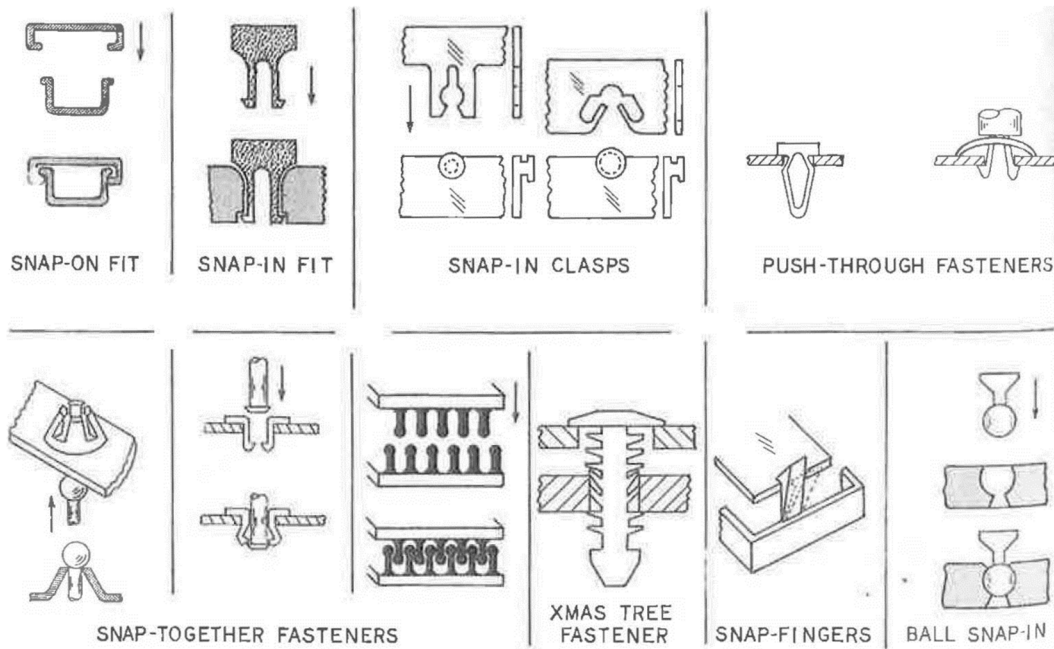 SNAP-ON FIT
SNAP-IN FIT
SNAP-IN CLASPS
PUSH-THROUGH FASTENERS
SNAP-TOGETHER FASTENERS
XMAS TREE
FASTENER
SNAP-FINGERS
BALL SNAP-IN